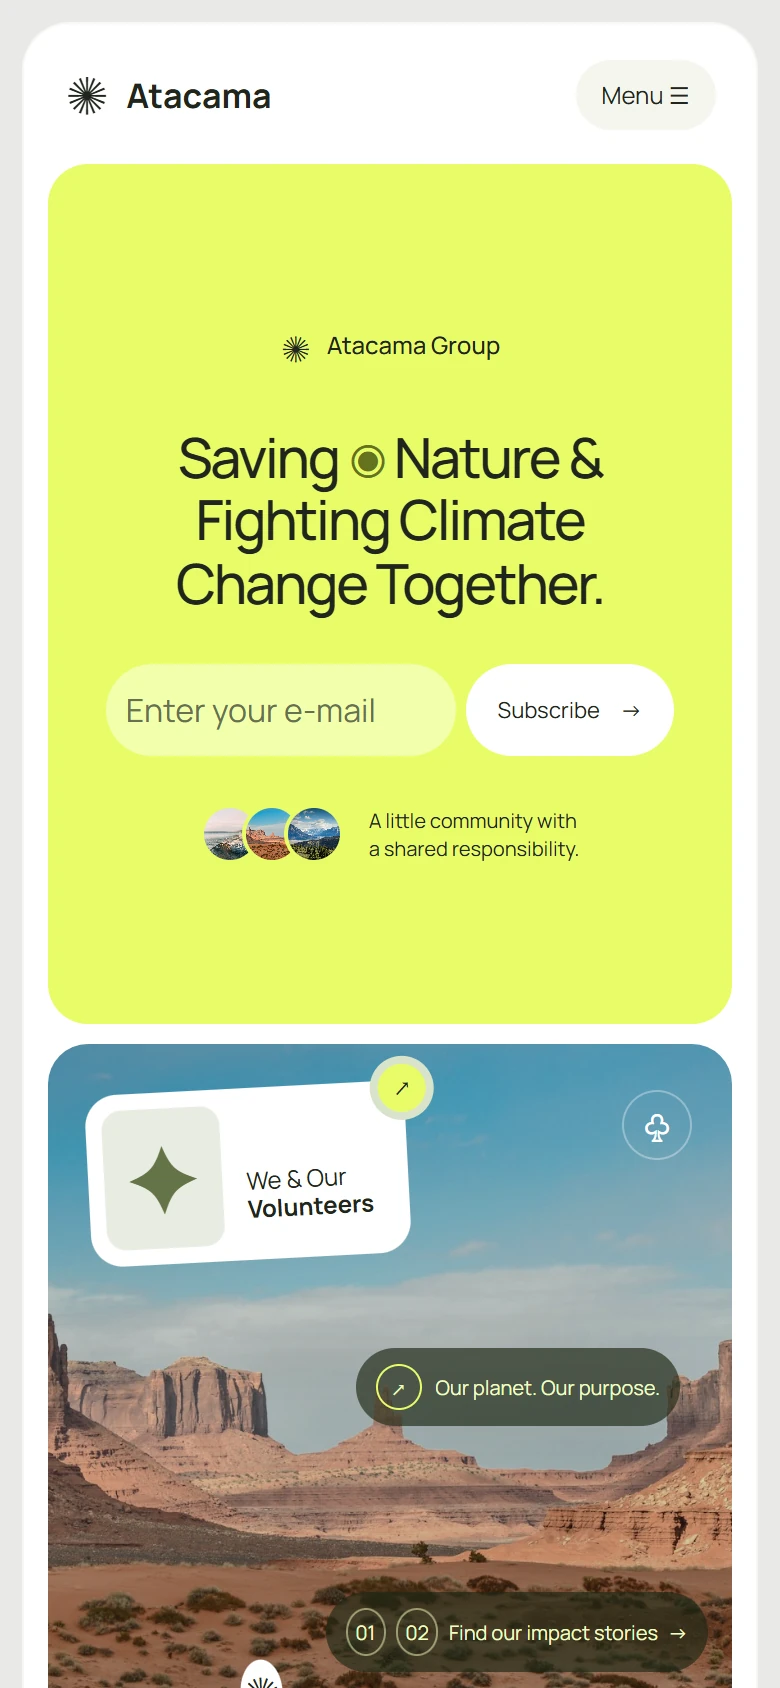 Atacama
Menu ☰
Atacama Group
Saving Nature &
Fighting Climate
Change Together.
Enter your e-mail
Subscribe →
A little community with
a shared responsibility.
↗
We & Our
Volunteers
↗ Our planet. Our purpose.
01 02 Find our impact stories →